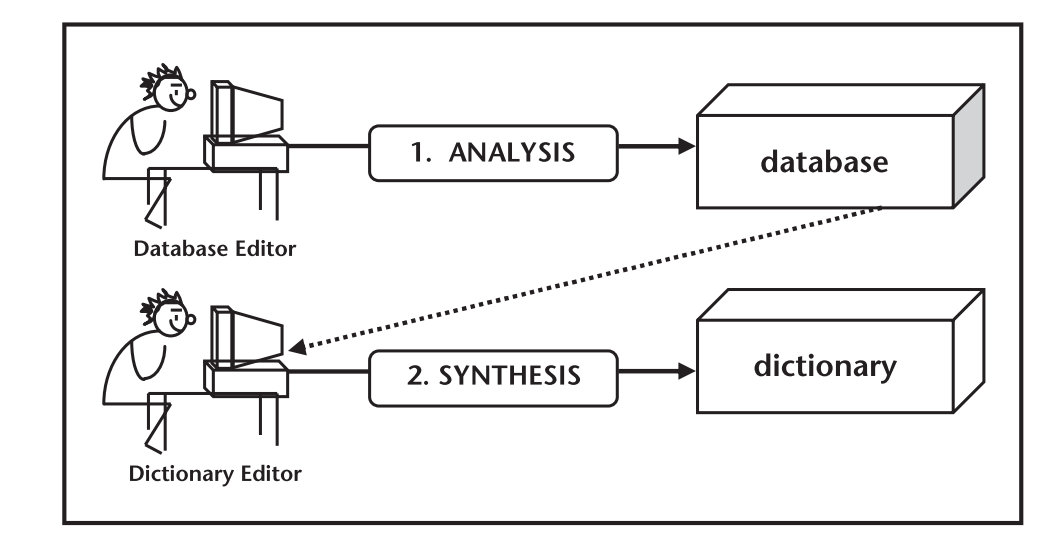 1. ANALYSIS
database
Database Editor
2. SYNTHESIS
dictionary
Dictionary Editor